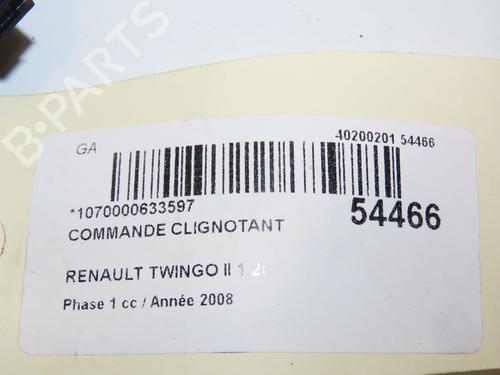 B-PARTS
GA
40200201 54466
*1070000633597
54466
COMMANDE CLIGNOTANT
RENAULT TWINGO II 1.2i
Phase 1 cc / Année 2008